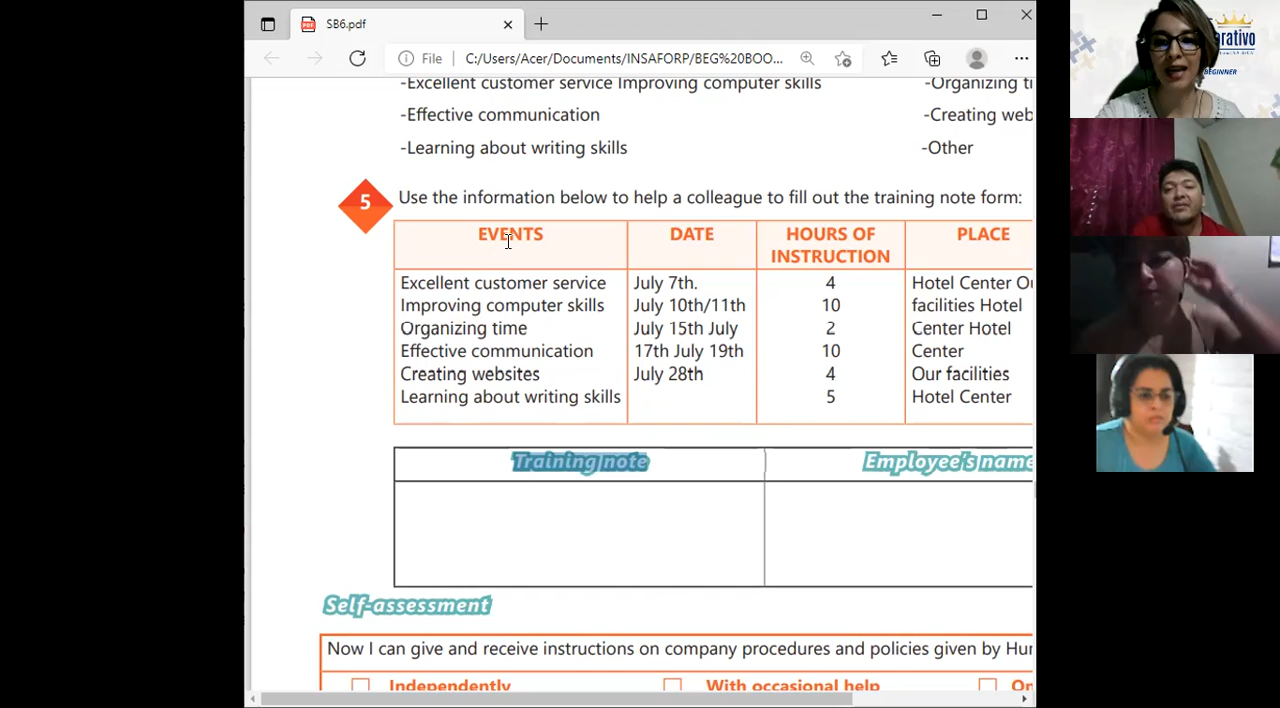 SB6.pdf
File
C:/Users/Acer/Documents/INSAFORP/BEG%20BOO...
-Excellent customer service Improving computer skills
-Organizing ti
-Effective communication
-Creating web
-Learning about writing skills
-Other
5
Use the information below to help a colleague to fill out the training note form:
EVENTS DATE HOURS OF INSTRUCTION PLACE
Excellent customer service July 7th. 4 Hotel Center Ou
Improving computer skills July 10th/11th 10 facilities Hotel
Organizing time July 15th July 2 Center Hotel
Effective communication 17th July 19th 10 Center
Creating websites July 28th 4 Our facilities
Learning about writing skills 5 Hotel Center
Training note Employee's name
Self-assessment
Now I can give and receive instructions on company procedures and policies given by Hur
Independently With occasional help On
rativo
BEGINNER